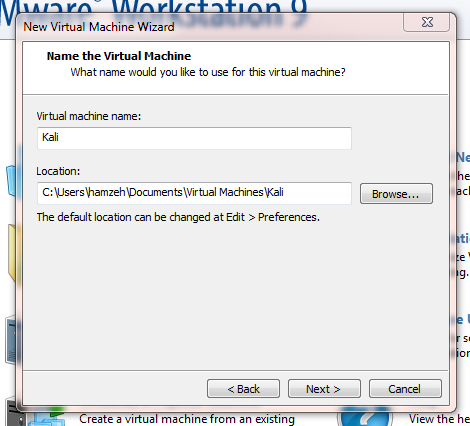 Workstation 9
New Virtual Machine Wizard
Name the Virtual Machine
What name would you like to use for this virtual machine?
Virtual machine name:
Kali
Location:
C:\Users\hamzeh\Documents\Virtual Machines\Kali
Browse...
The default location can be changed at Edit > Preferences.
< Back
Next >
Cancel
Create a virtual machine from an existing
View the he